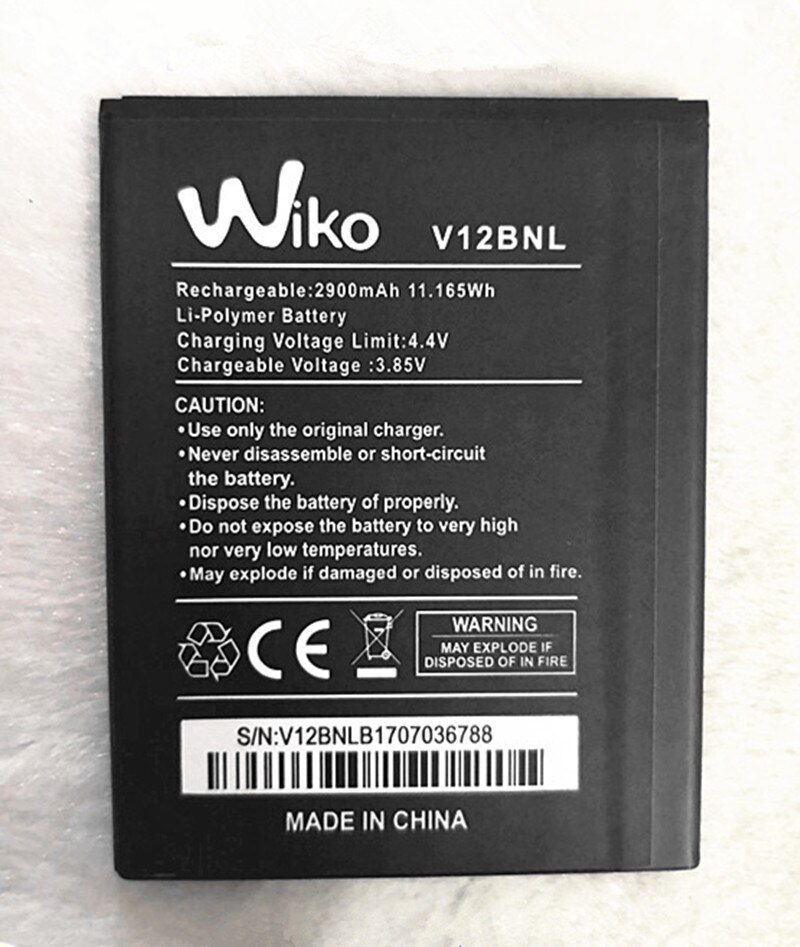 Wiko V12BNL
Rechargeable:2900mAh 11.165Wh
Li-Polymer Battery
Charging Voltage Limit:4.4V
Chargeable Voltage :3.85V
CAUTION:
•Use only the original charger.
•Never disassemble or short-circuit
the battery.
•Dispose the battery of properly.
•Do not expose the battery to very high
nor very low temperatures.
•May explode if damaged or disposed of in fire.
CE
WARNING
MAY EXPLODE IF
DISPOSED OF IN FIRE
S/N:V12BNLB1707036788
MADE IN CHINA